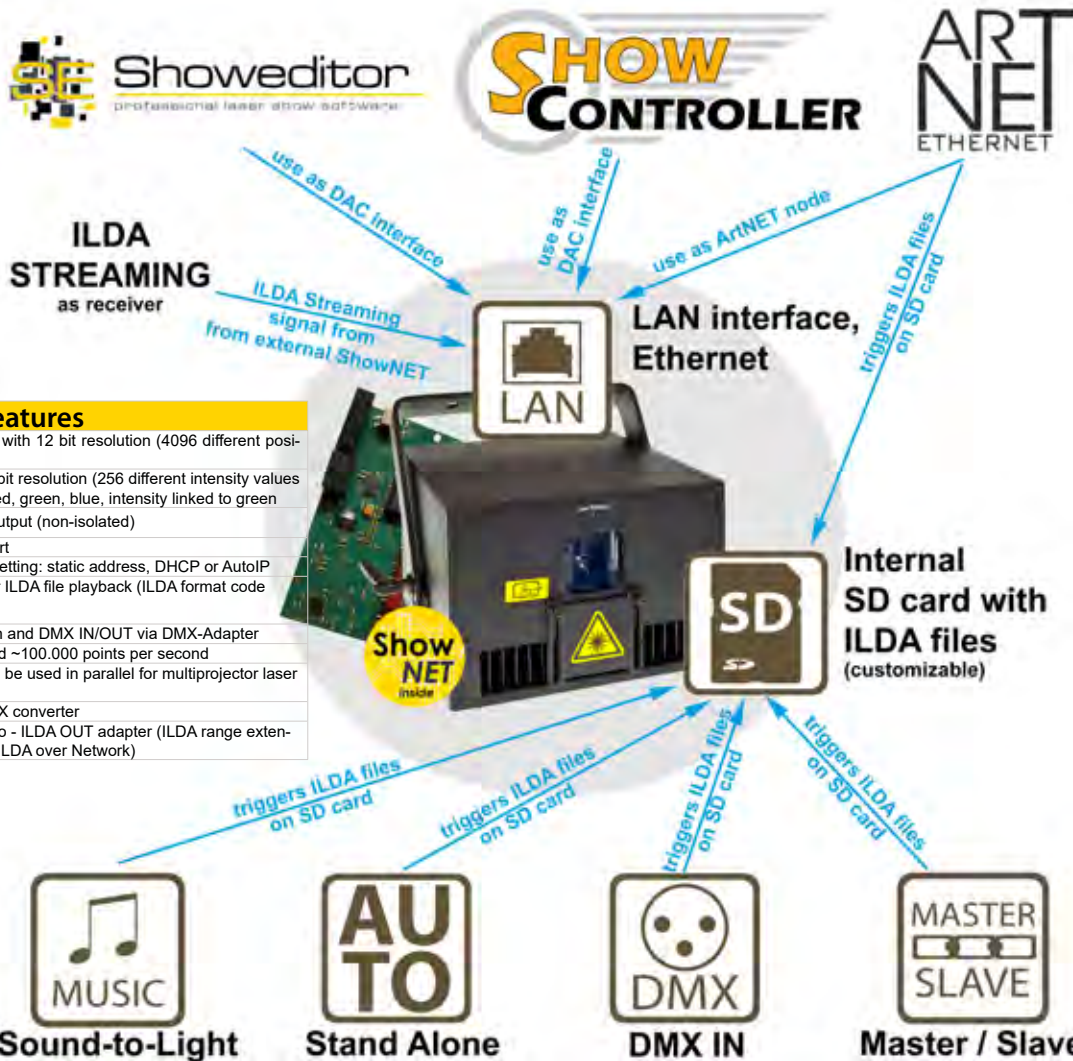 SE Showeditor
professional laser show software
SHOW
CONTROLLER
ART
NET
ETHERNET
use as DAC interface
use as
DAC interface
use as ArtNET node
triggers ILDA files
on SD card
ILDA
STREAMING
as receiver
ILDA Streaming
signal from
from external ShowNET
LAN
LAN interface,
Ethernet
eatures
with 12 bit resolution (4096 different posi-
bit resolution (256 different intensity values
ed, green, blue, intensity linked to green
utput (non-isolated)
rt
etting: static address, DHCP or AutoIP
ILDA file playback (ILDA format code
n and DMX IN/OUT via DMX-Adapter
d ~100.000 points per second
be used in parallel for multiprojector laser
X converter
o - ILDA OUT adapter (ILDA range exten-
LDA over Network)
Show
NET
inside
SD
SD
Internal
SD card with
ILDA files
(customizable)
triggers ILDA files
on SD card
triggers ILDA files
on SD card
triggers ILDA files
on SD card
triggers ILDA files
on SD card
MUSIC
Sound-to-Light
AU
TO
Stand Alone
DMX
DMX IN
MASTER
SLAVE
Master / Slave